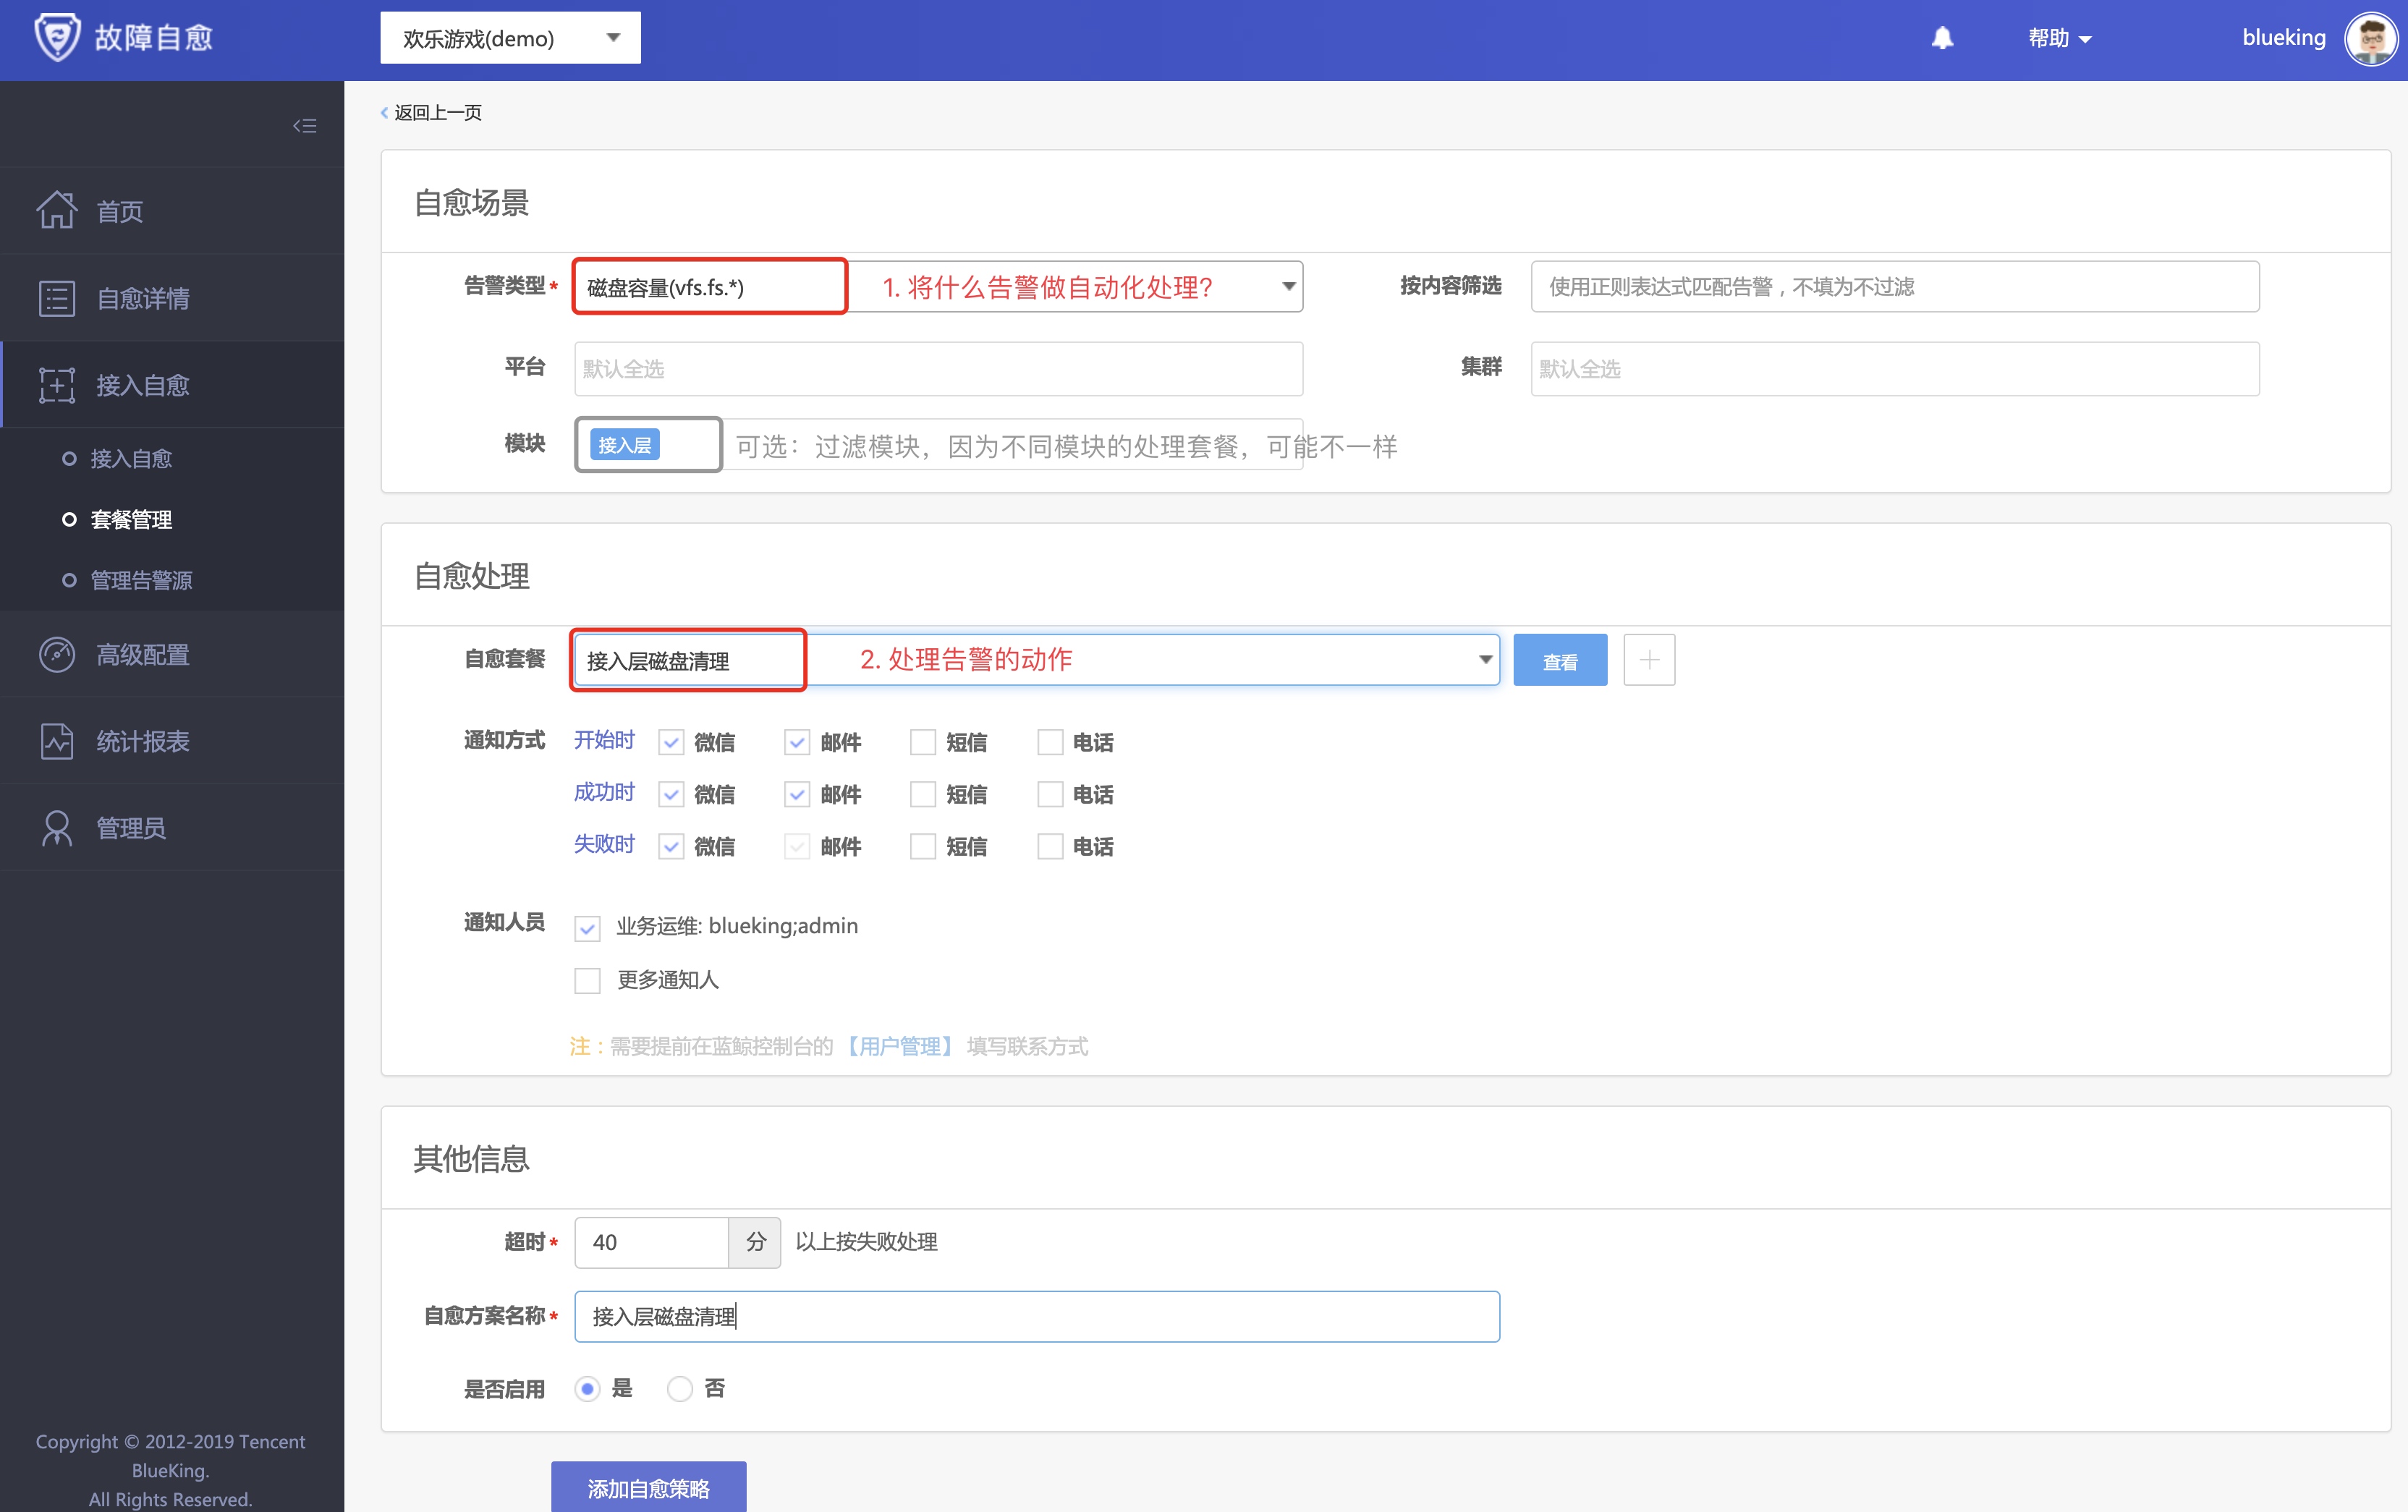 故障自愈
欢乐游戏(demo)
帮助
blueking
首页
自愈详情
接入自愈
接入自愈
套餐管理
管理告警源
高级配置
统计报表
管理员
Copyright © 2012-2019 Tencent
BlueKing.
All Rights Reserved.
返回上一页
自愈场景
告警类型* 磁盘容量(vfs.fs.*) 1. 将什么告警做自动化处理?
按内容筛选 使用正则表达式匹配告警，不填为不过滤
平台 默认全选
集群 默认全选
模块 接入层 可选：过滤模块，因为不同模块的处理套餐，可能不一样
自愈处理
自愈套餐 接入层磁盘清理 2. 处理告警的动作 查看
通知方式 开始时 微信 邮件 短信 电话
成功时 微信 邮件 短信 电话
失败时 微信 邮件 短信 电话
通知人员 业务运维: blueking;admin
更多通知人
注：需要提前在蓝鲸控制台的 【用户管理】 填写联系方式
其他信息
超时* 40 分 以上按失败处理
自愈方案名称* 接入层磁盘清理
是否启用 是 否
添加自愈策略